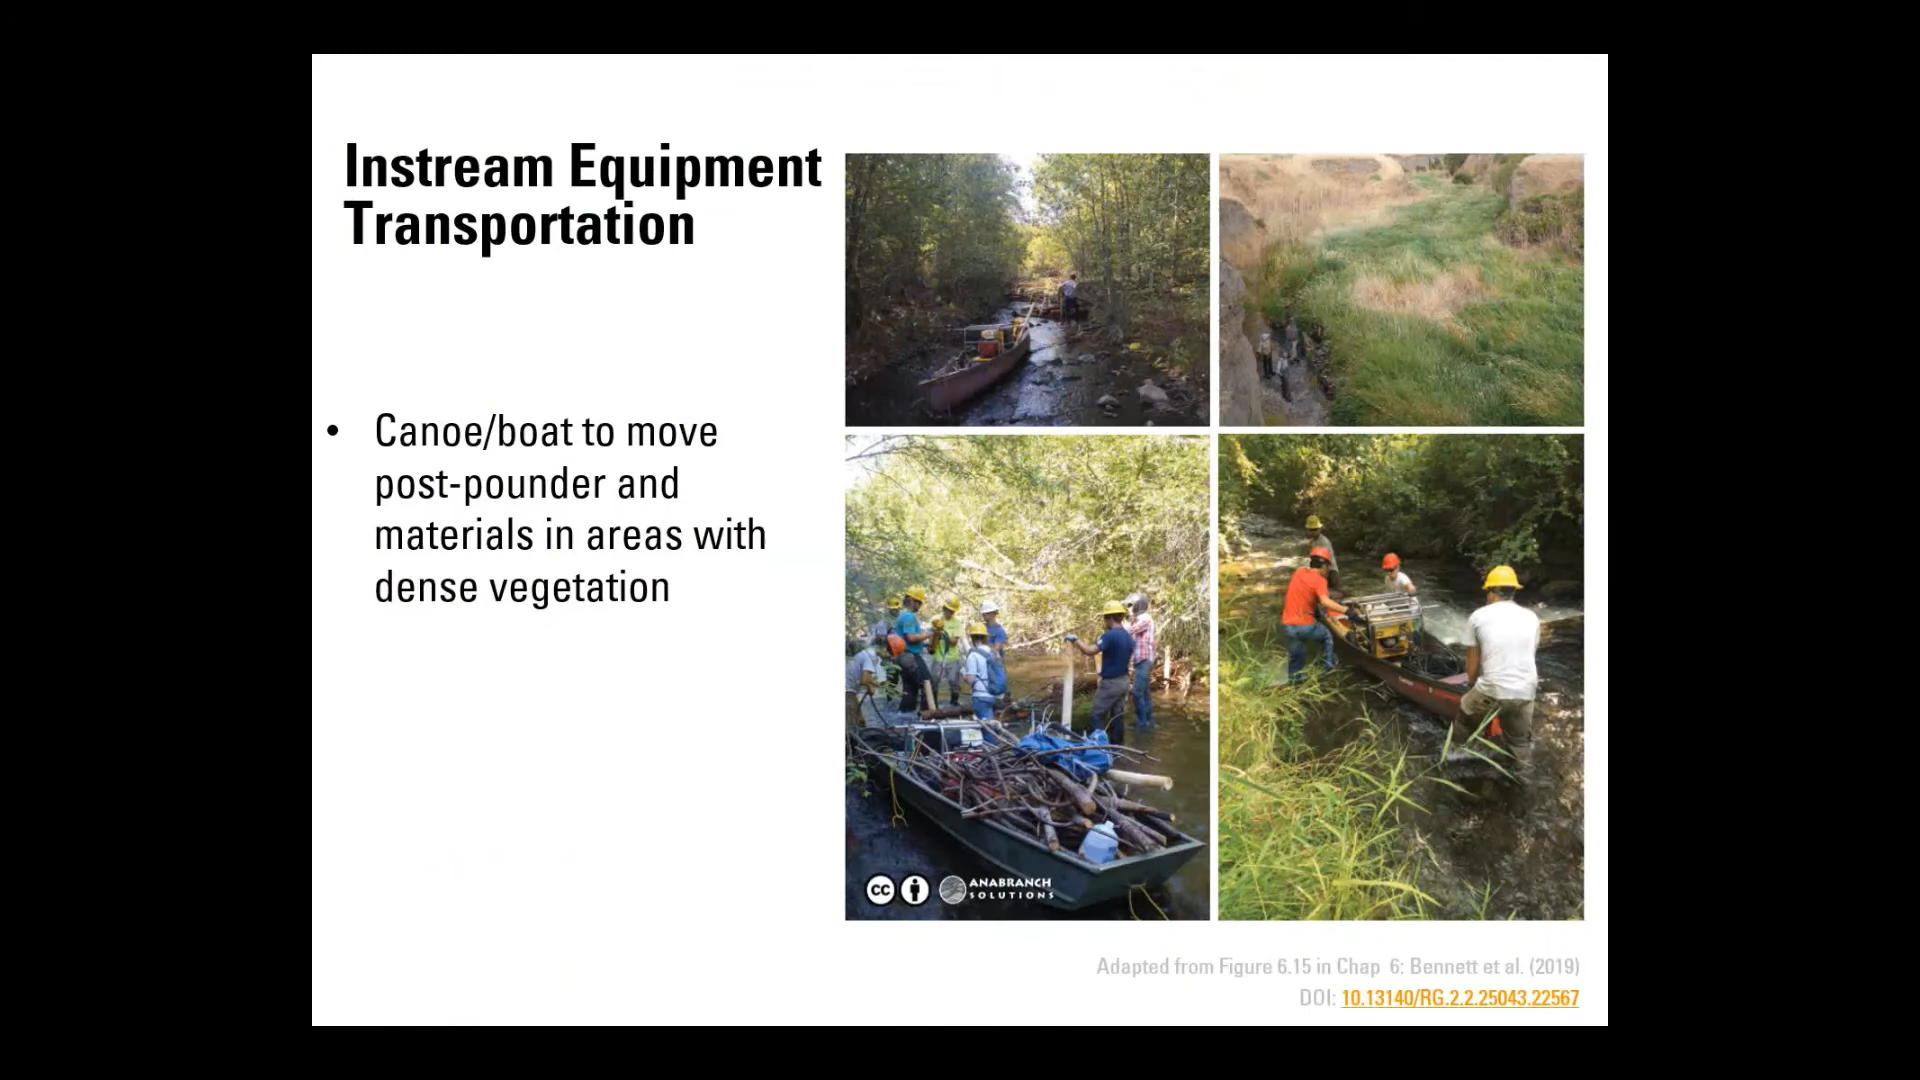 Instream Equipment
Transportation
• Canoe/boat to move
post-pounder and
materials in areas with
dense vegetation
cc
ANABRANCH
SOLUTIONS
Adapted from Figure 6.15 in Chap 6: Bennett et al. (2019)
DOI: 10.13140/RG.2.2.25043.22567